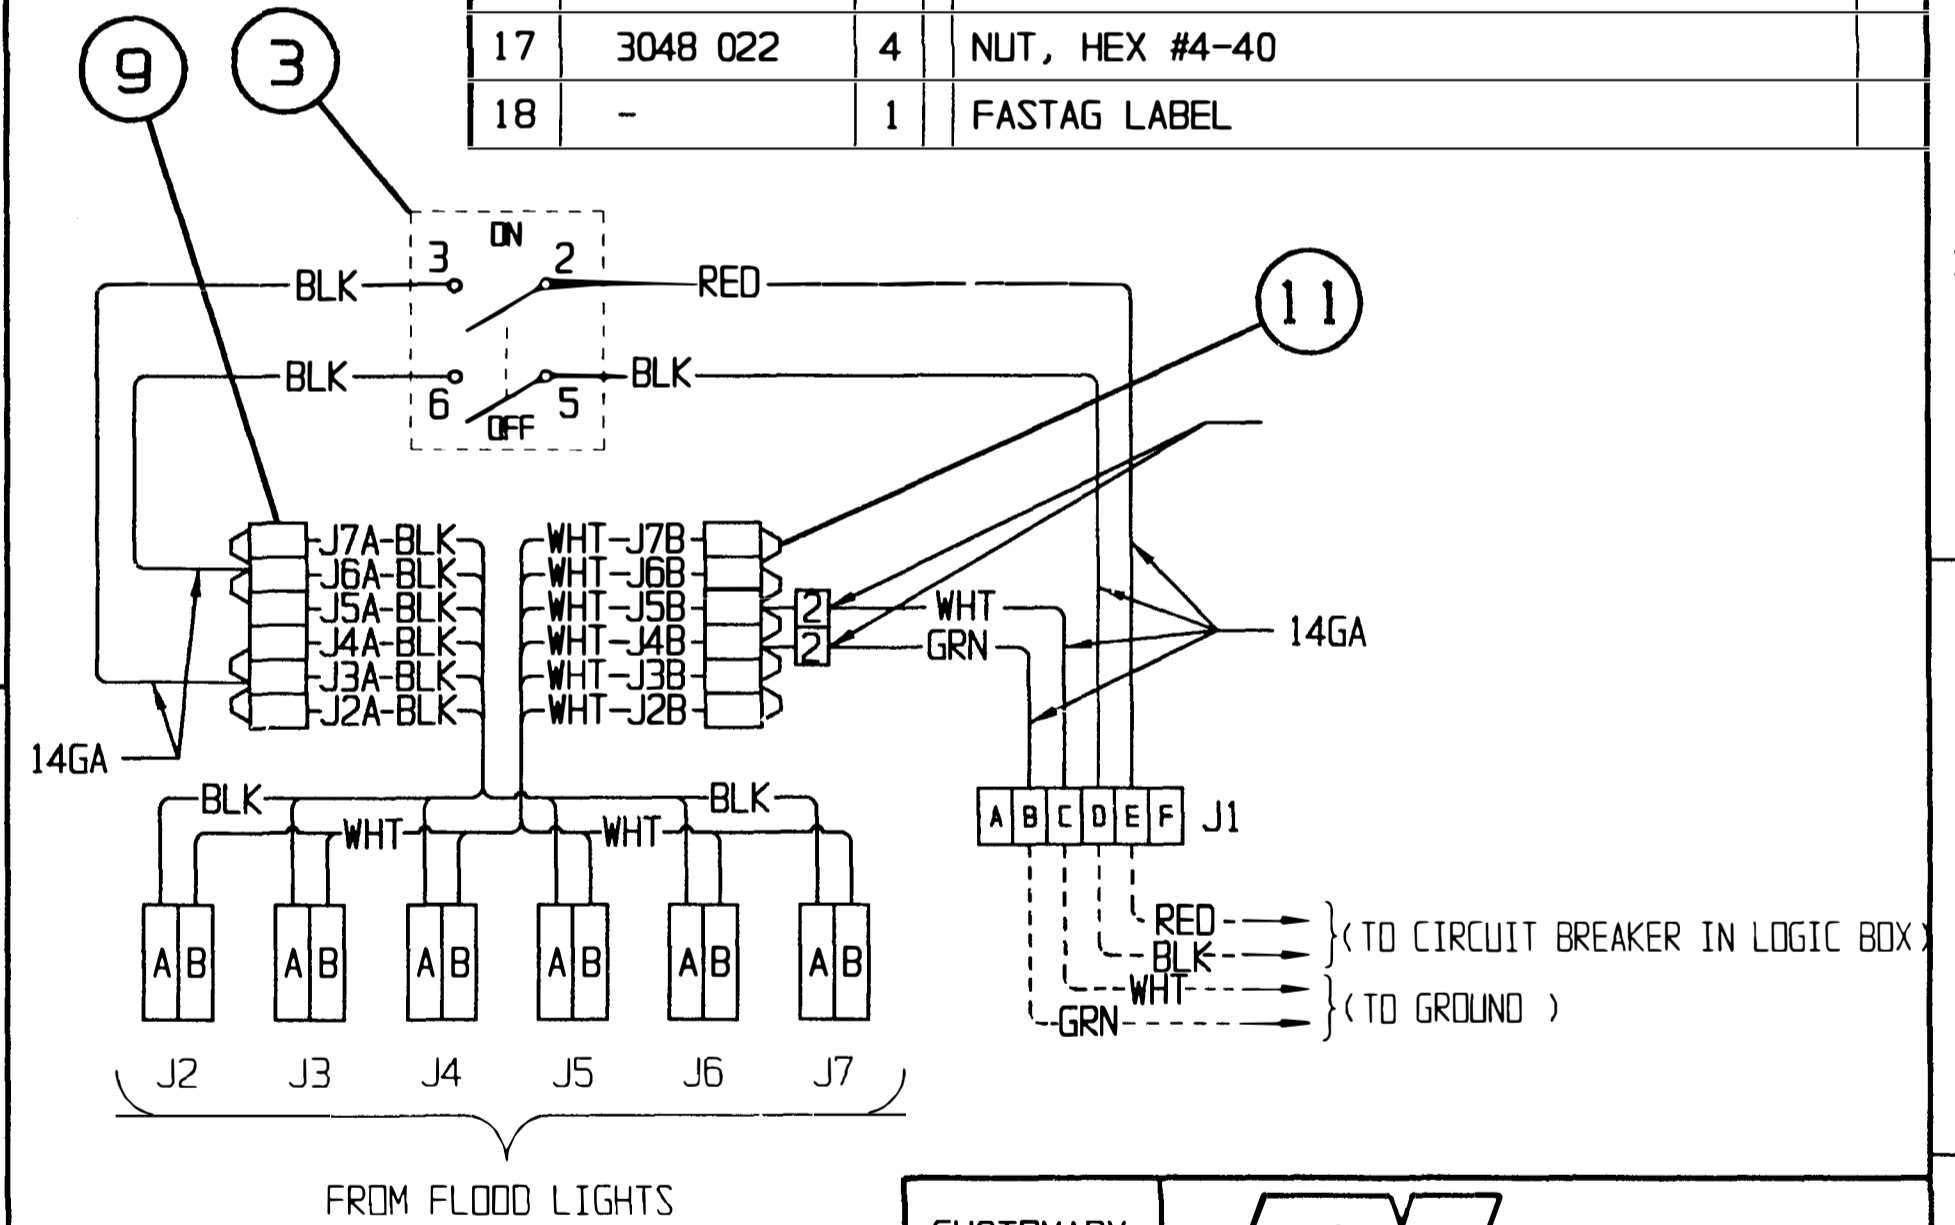 17 3048 022 4 NUT, HEX #4-40
18 - 1 FASTAG LABEL
9 3
ON
3 2
BLK RED
11
BLK BLK
6 5
OFF
J7A-BLK WHT-J7B
J6A-BLK WHT-J6B
J5A-BLK WHT-J5B 2 WHT
J4A-BLK WHT-J4B 2 GRN
14GA
J3A-BLK WHT-J3B
J2A-BLK WHT-J2B
14GA
BLK BLK
A B C D E F J1
WHT WHT
RED
(TO CIRCUIT BREAKER IN LOGIC BOX)
BLK
A B A B A B A B A B A B
WHT
(TO GROUND )
GRN
J2 J3 J4 J5 J6 J7
FROM FLOOD LIGHTS